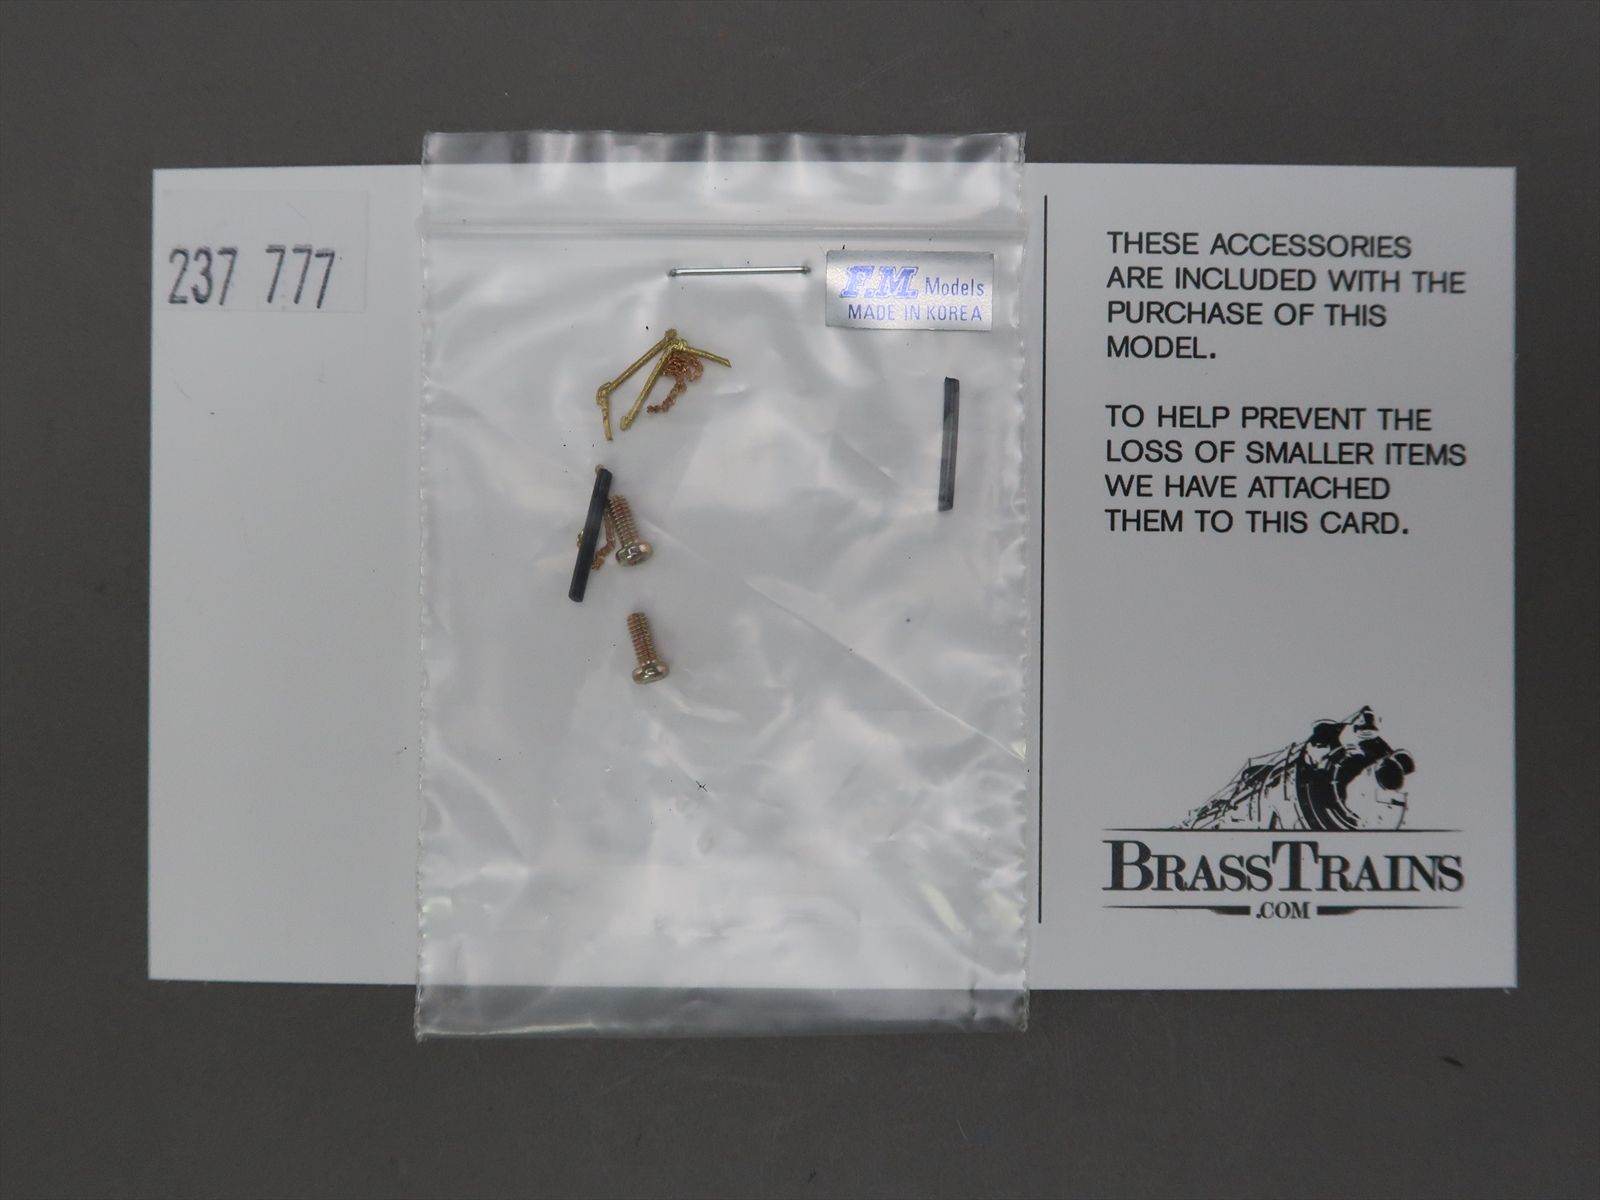 237 777
F.M. Models
MADE IN KOREA
THESE ACCESSORIES
ARE INCLUDED WITH THE
PURCHASE OF THIS
MODEL.
TO HELP PREVENT THE
LOSS OF SMALLER ITEMS
WE HAVE ATTACHED
THEM TO THIS CARD.
BRASSTRAINS
.COM